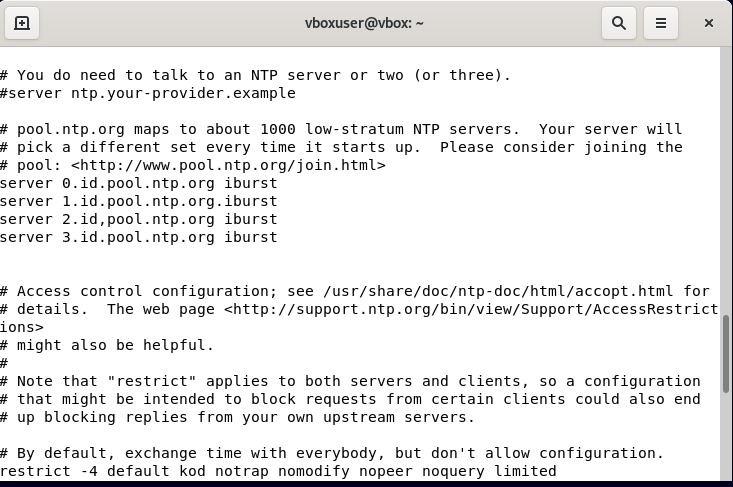 vboxuser@vbox: ~
# You do need to talk to an NTP server or two (or three).
#server ntp.your-provider.example
# pool.ntp.org maps to about 1000 low-stratum NTP servers.  Your server will
# pick a different set every time it starts up.  Please consider joining the
# pool: <http://www.pool.ntp.org/join.html>
server 0.id.pool.ntp.org iburst
server 1.id.pool.ntp.org.iburst
server 2.id,pool.ntp.org iburst
server 3.id.pool.ntp.org iburst
# Access control configuration; see /usr/share/doc/ntp-doc/html/accopt.html for
# details.  The web page <http://support.ntp.org/bin/view/Support/AccessRestrict
ions>
# might also be helpful.
#
# Note that "restrict" applies to both servers and clients, so a configuration
# that might be intended to block requests from certain clients could also end
# up blocking replies from your own upstream servers.
# By default, exchange time with everybody, but don't allow configuration.
restrict -4 default kod notrap nomodify nopeer noquery limited